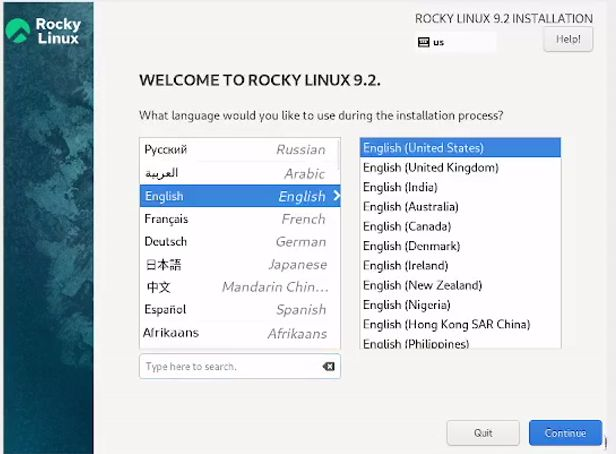 Rocky
Linux
ROCKY LINUX 9.2 INSTALLATION
us
Help!
WELCOME TO ROCKY LINUX 9.2.
What language would you like to use during the installation process?
Русский Russian
العربية Arabic
English English
Français French
Deutsch German
日本語 Japanese
中文 Mandarin Chin...
Español Spanish
Afrikaans Afrikaans
Type here to search.
English (United States)
English (United Kingdom)
English (India)
English (Australia)
English (Canada)
English (Denmark)
English (Ireland)
English (New Zealand)
English (Nigeria)
English (Hong Kong SAR China)
English (Philippines)
Quit
Continue